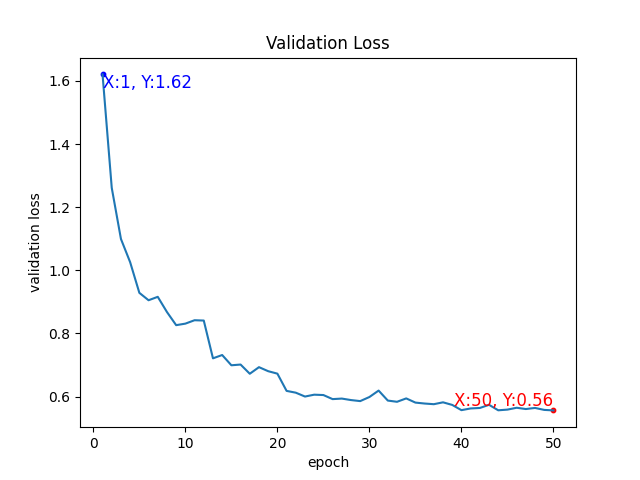 Validation Loss
X:1, Y:1.62
X:50, Y:0.56
validation loss
1.6
1.4
1.2
1.0
0.8
0.6
0 10 20 30 40 50
epoch